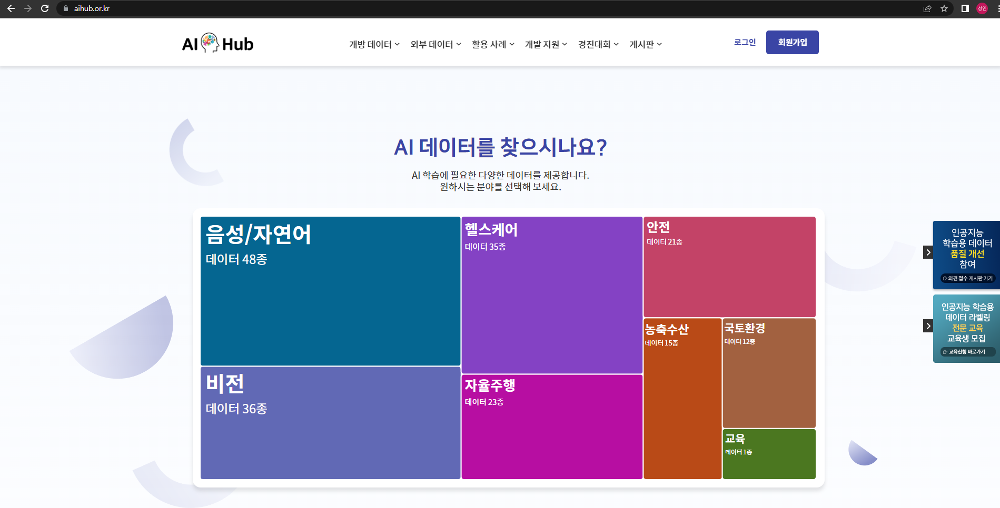 aihub.or.kr
성인
AI Hub
개방 데이터
외부 데이터
활용 사례
개발 지원
경진대회
게시판
로그인
회원가입
AI 데이터를 찾으시나요?
AI 학습에 필요한 다양한 데이터를 제공합니다.
원하시는 분야를 선택해 보세요.
음성/자연어
데이터 48종
헬스케어
데이터 35종
안전
데이터 21종
농축수산
데이터 15종
국토환경
데이터 12종
비전
데이터 36종
자율주행
데이터 23종
교육
데이터 1종
인공지능
학습용 데이터
품질 개선
참여
의견 접수 게시판 가기
인공지능 학습용
데이터 라벨링
전문 교육
교육생 모집
교육신청 바로가기